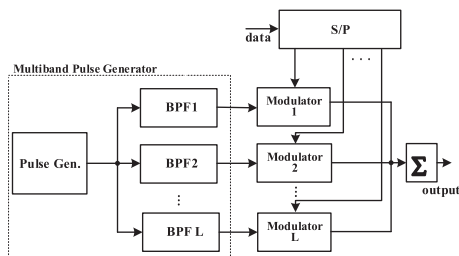 data
S/P
. . .
Multiband Pulse Generator
Pulse Gen.
BPF1
BPF2
...
BPF L
Modulator
1
Modulator
2
...
Modulator
L
Σ
output